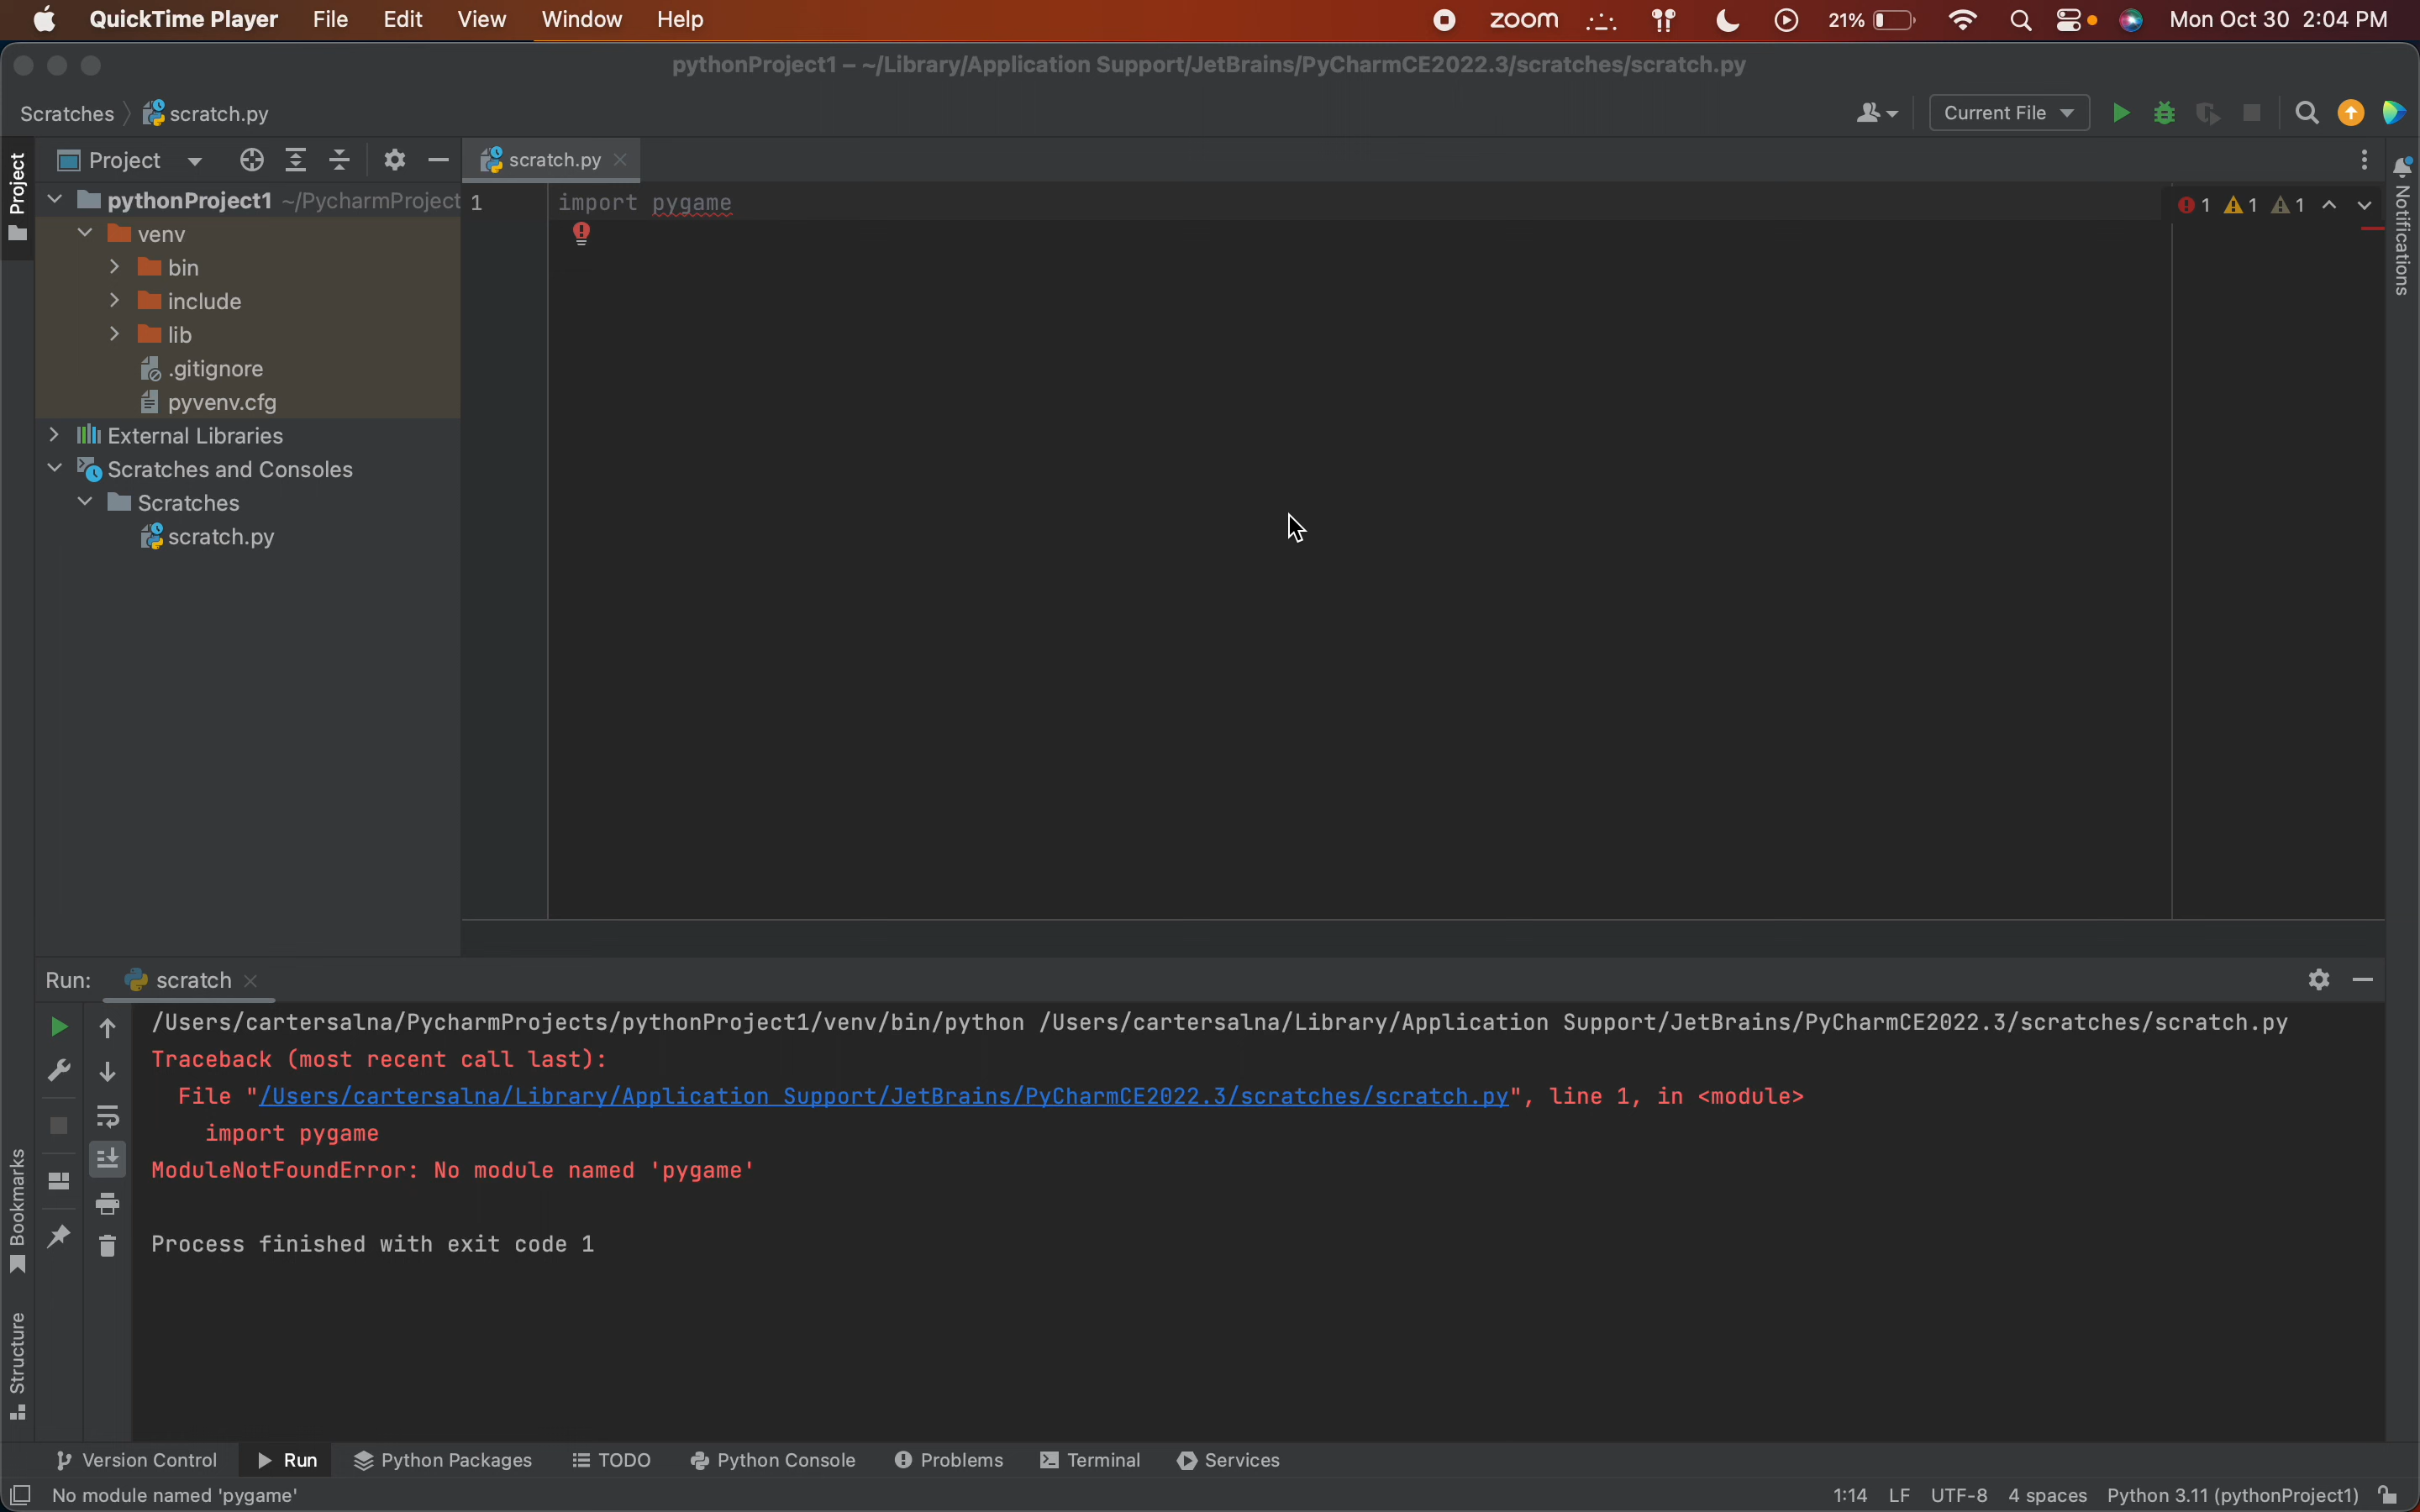 QuickTime Player File Edit View Window Help zoom 21% Mon Oct 30 2:04 PM
pythonProject1 – ~/Library/Application Support/JetBrains/PyCharmCE2022.3/scratches/scratch.py
Scratches scratch.py Current File
Project Project scratch.py
pythonProject1 ~/PycharmProject 1 import pygame 1 1 1
Notifications
venv
bin
include
lib
.gitignore
pyvenv.cfg
External Libraries
Scratches and Consoles
Scratches
scratch.py
Run: scratch
/Users/cartersalna/PycharmProjects/pythonProject1/venv/bin/python /Users/cartersalna/Library/Application Support/JetBrains/PyCharmCE2022.3/scratches/scratch.py
Traceback (most recent call last):
File "/Users/cartersalna/Library/Application Support/JetBrains/PyCharmCE2022.3/scratches/scratch.py", line 1, in <module>
import pygame
ModuleNotFoundError: No module named 'pygame'
Process finished with exit code 1
Bookmarks
Structure
Version Control Run Python Packages TODO Python Console Problems Terminal Services
No module named 'pygame' 1:14 LF UTF-8 4 spaces Python 3.11 (pythonProject1)